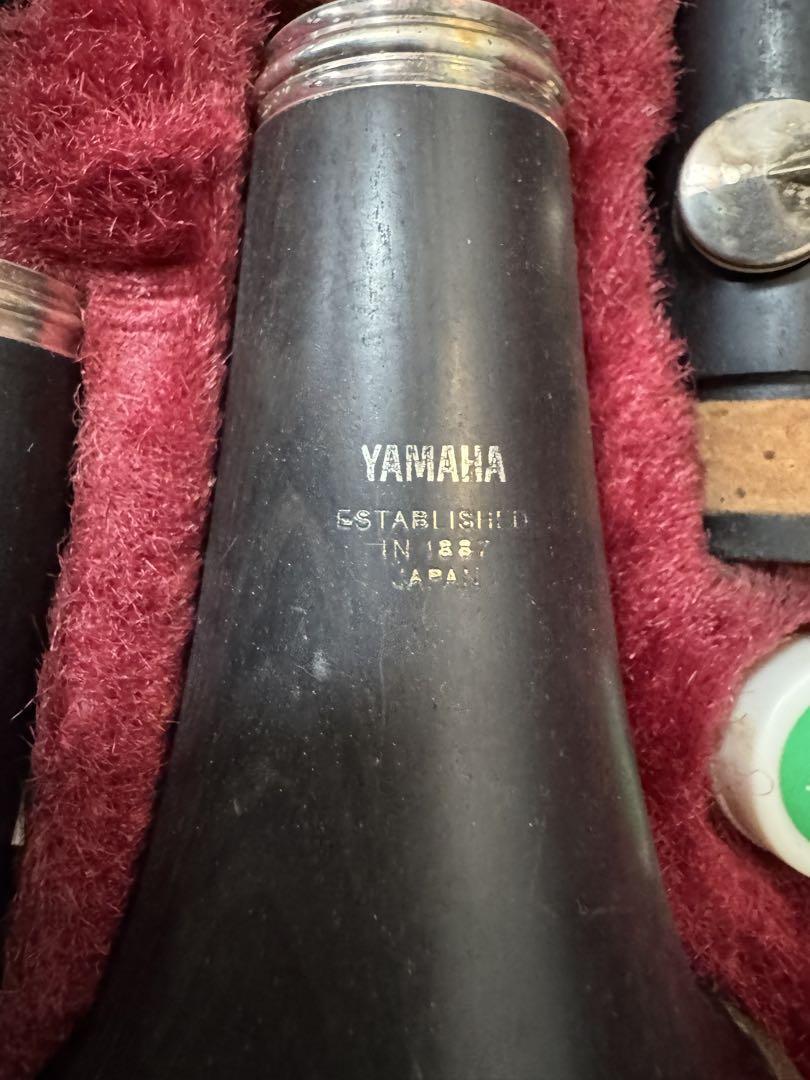 YAMAHA
ESTABLISHED
IN 1887
JAPAN